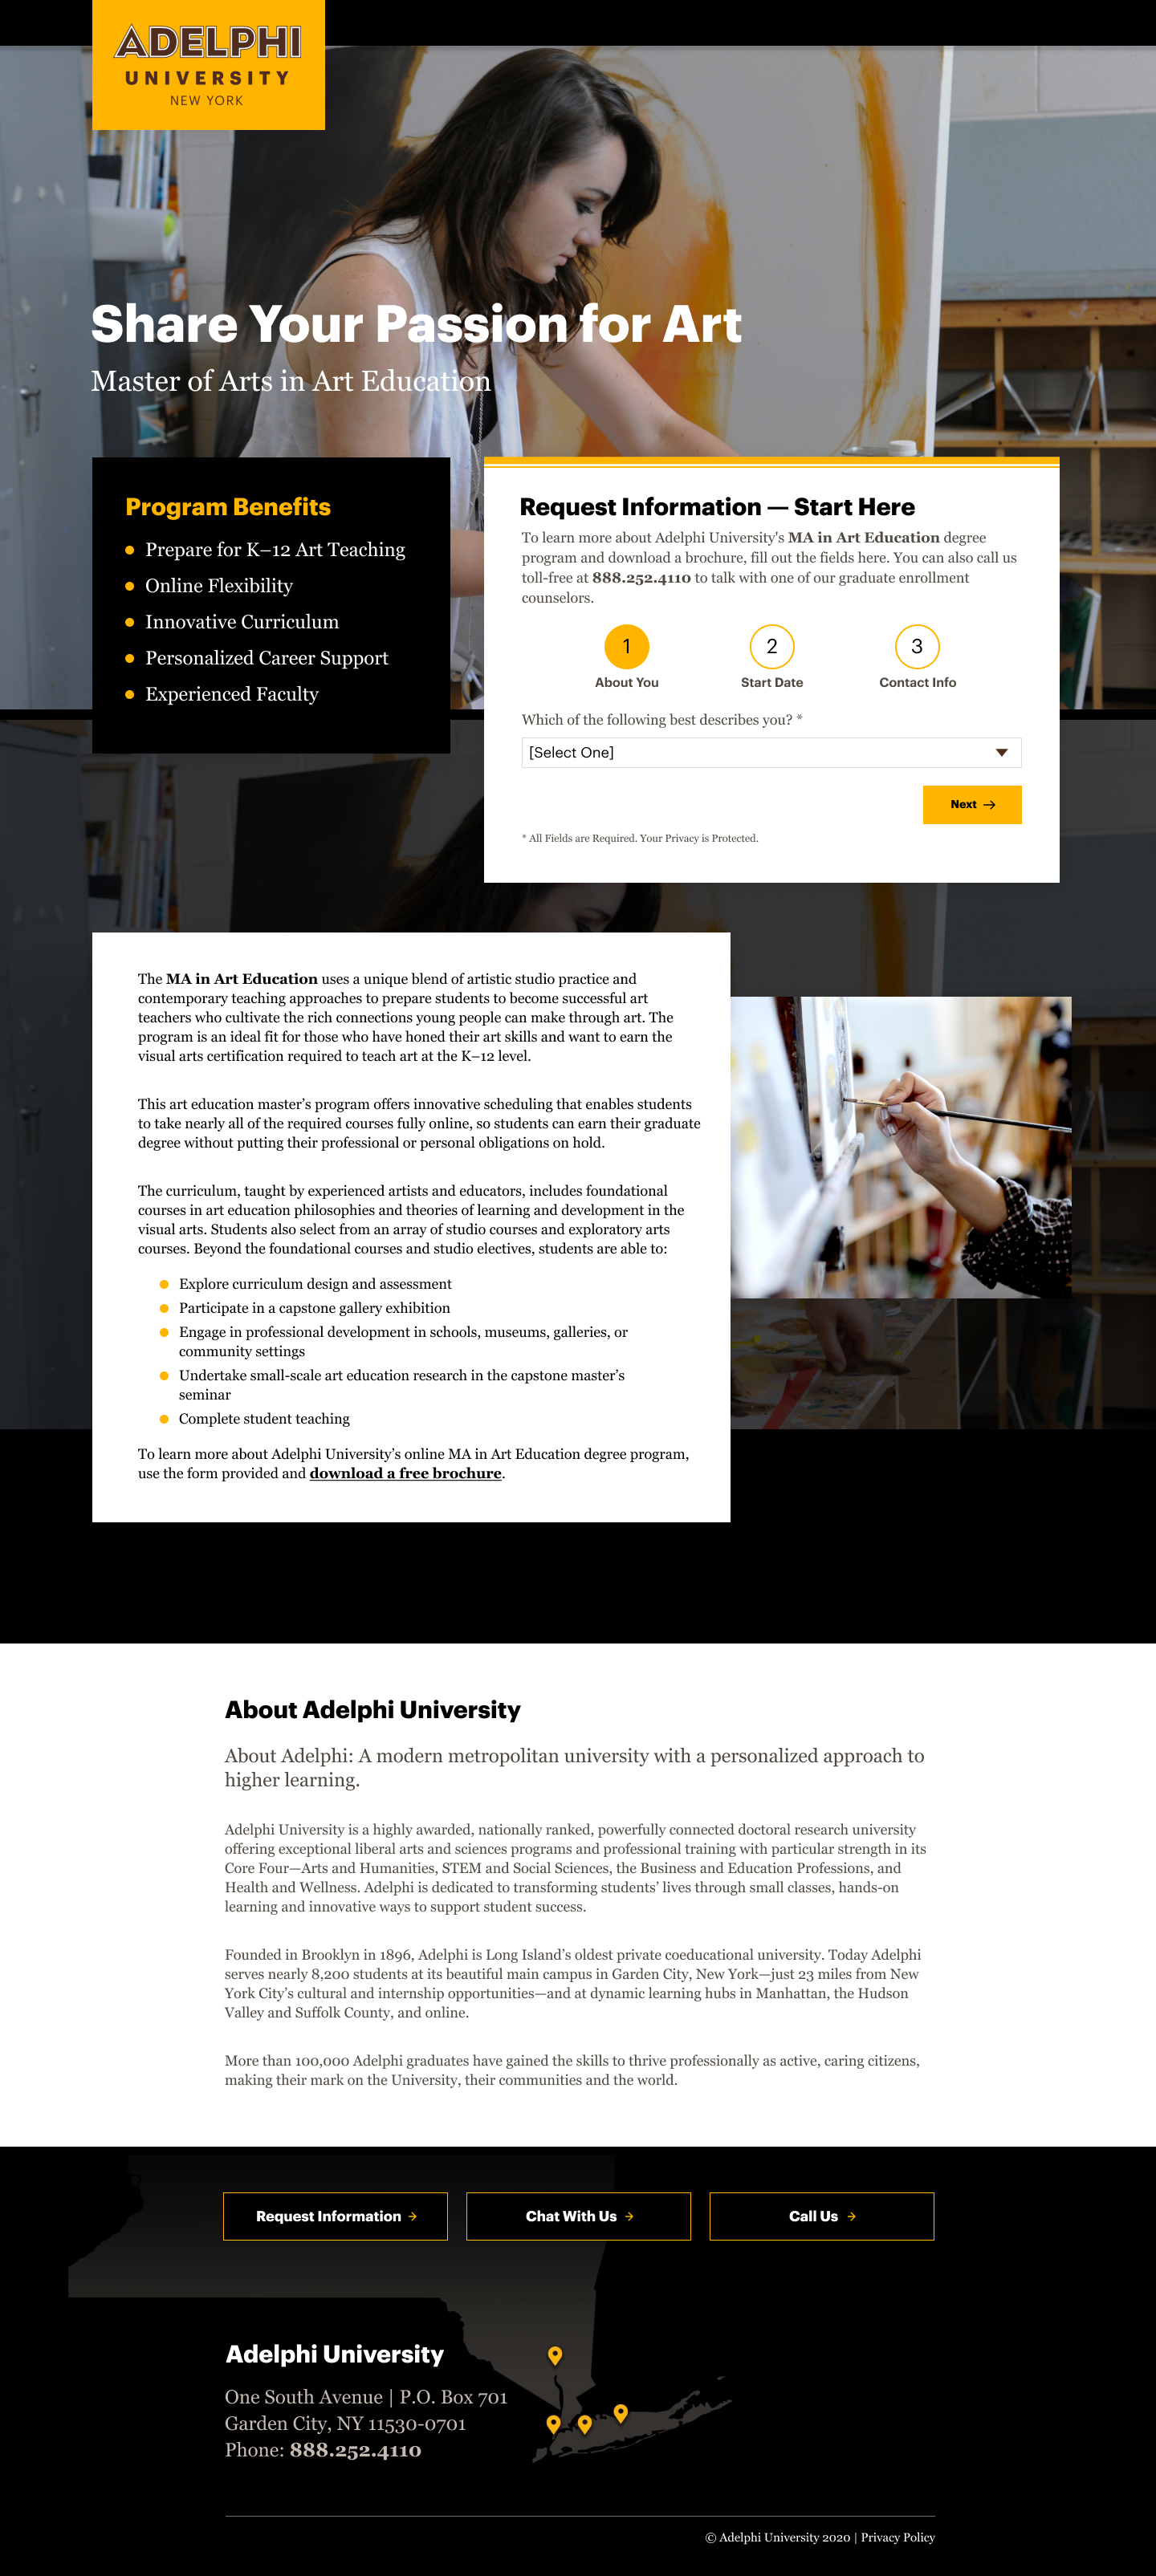 ADELPHI
UNIVERSITY
NEW YORK
Share Your Passion for Art
Master of Arts in Art Education
Program Benefits
Prepare for K–12 Art Teaching
Online Flexibility
Innovative Curriculum
Personalized Career Support
Experienced Faculty
Request Information — Start Here
To learn more about Adelphi University's MA in Art Education degree
program and download a brochure, fill out the fields here. You can also call us
toll-free at 888.252.4110 to talk with one of our graduate enrollment
counselors.
1 2 3
About You Start Date Contact Info
Which of the following best describes you? *
[Select One]
Next →
* All Fields are Required. Your Privacy is Protected.
The MA in Art Education uses a unique blend of artistic studio practice and
contemporary teaching approaches to prepare students to become successful art
teachers who cultivate the rich connections young people can make through art. The
program is an ideal fit for those who have honed their art skills and want to earn the
visual arts certification required to teach art at the K–12 level.
This art education master’s program offers innovative scheduling that enables students
to take nearly all of the required courses fully online, so students can earn their graduate
degree without putting their professional or personal obligations on hold.
The curriculum, taught by experienced artists and educators, includes foundational
courses in art education philosophies and theories of learning and development in the
visual arts. Students also select from an array of studio courses and exploratory arts
courses. Beyond the foundational courses and studio electives, students are able to:
Explore curriculum design and assessment
Participate in a capstone gallery exhibition
Engage in professional development in schools, museums, galleries, or
community settings
Undertake small-scale art education research in the capstone master’s
seminar
Complete student teaching
To learn more about Adelphi University’s online MA in Art Education degree program,
use the form provided and download a free brochure.
About Adelphi University
About Adelphi: A modern metropolitan university with a personalized approach to
higher learning.
Adelphi University is a highly awarded, nationally ranked, powerfully connected doctoral research university
offering exceptional liberal arts and sciences programs and professional training with particular strength in its
Core Four—Arts and Humanities, STEM and Social Sciences, the Business and Education Professions, and
Health and Wellness. Adelphi is dedicated to transforming students’ lives through small classes, hands-on
learning and innovative ways to support student success.
Founded in Brooklyn in 1896, Adelphi is Long Island’s oldest private coeducational university. Today Adelphi
serves nearly 8,200 students at its beautiful main campus in Garden City, New York—just 23 miles from New
York City’s cultural and internship opportunities—and at dynamic learning hubs in Manhattan, the Hudson
Valley and Suffolk County, and online.
More than 100,000 Adelphi graduates have gained the skills to thrive professionally as active, caring citizens,
making their mark on the University, their communities and the world.
Request Information → Chat With Us → Call Us →
Adelphi University
One South Avenue | P.O. Box 701
Garden City, NY 11530-0701
Phone: 888.252.4110
© Adelphi University 2020 | Privacy Policy